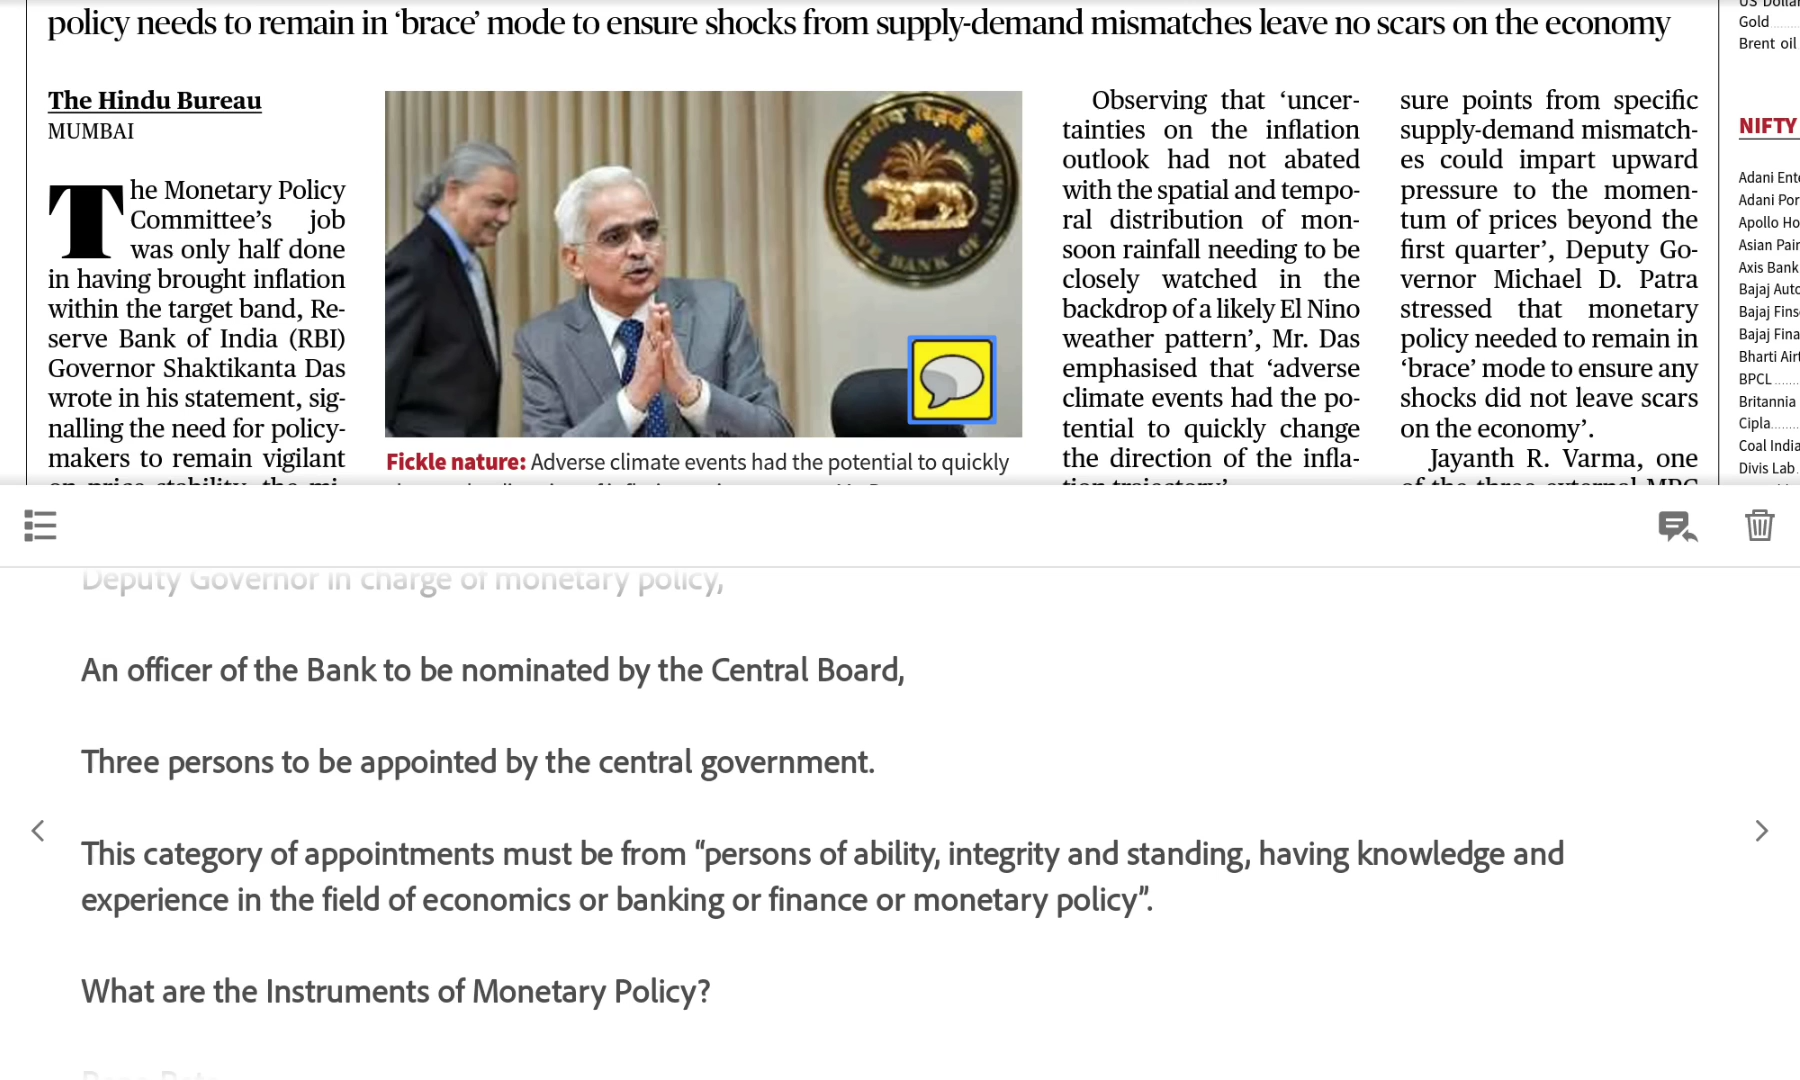 policy needs to remain in ‘brace’ mode to ensure shocks from supply-demand mismatches leave no scars on the economy
The Hindu Bureau
MUMBAI
The Monetary Policy
Committee’s job
was only half done
in having brought inflation
within the target band, Re-
serve Bank of India (RBI)
Governor Shaktikanta Das
wrote in his statement, sig-
nalling the need for policy-
makers to remain vigilant
BANK OF INDIA
Fickle nature: Adverse climate events had the potential to quickly
Observing that ‘uncer-
tainties on the inflation
outlook had not abated
with the spatial and tempo-
ral distribution of mon-
soon rainfall needing to be
closely watched in the
backdrop of a likely El Nino
weather pattern’, Mr. Das
emphasised that ‘adverse
climate events had the po-
tential to quickly change
the direction of the infla-
sure points from specific
supply-demand mismatch-
es could impart upward
pressure to the momen-
tum of prices beyond the
first quarter’, Deputy Go-
vernor Michael D. Patra
stressed that monetary
policy needed to remain in
‘brace’ mode to ensure any
shocks did not leave scars
on the economy’.
Jayanth R. Varma, one
Gold
Brent oil
NIFTY
Adani Ent
Adani Por
Apollo Ho
Asian Pair
Axis Bank
Bajaj Auto
Bajaj Fins
Bajaj Fina
Bharti Airt
BPCL
Britannia
Cipla
Coal India
Divis Lab
Deputy Governor in charge of monetary policy,
An officer of the Bank to be nominated by the Central Board,
Three persons to be appointed by the central government.
This category of appointments must be from “persons of ability, integrity and standing, having knowledge and
experience in the field of economics or banking or finance or monetary policy”.
What are the Instruments of Monetary Policy?